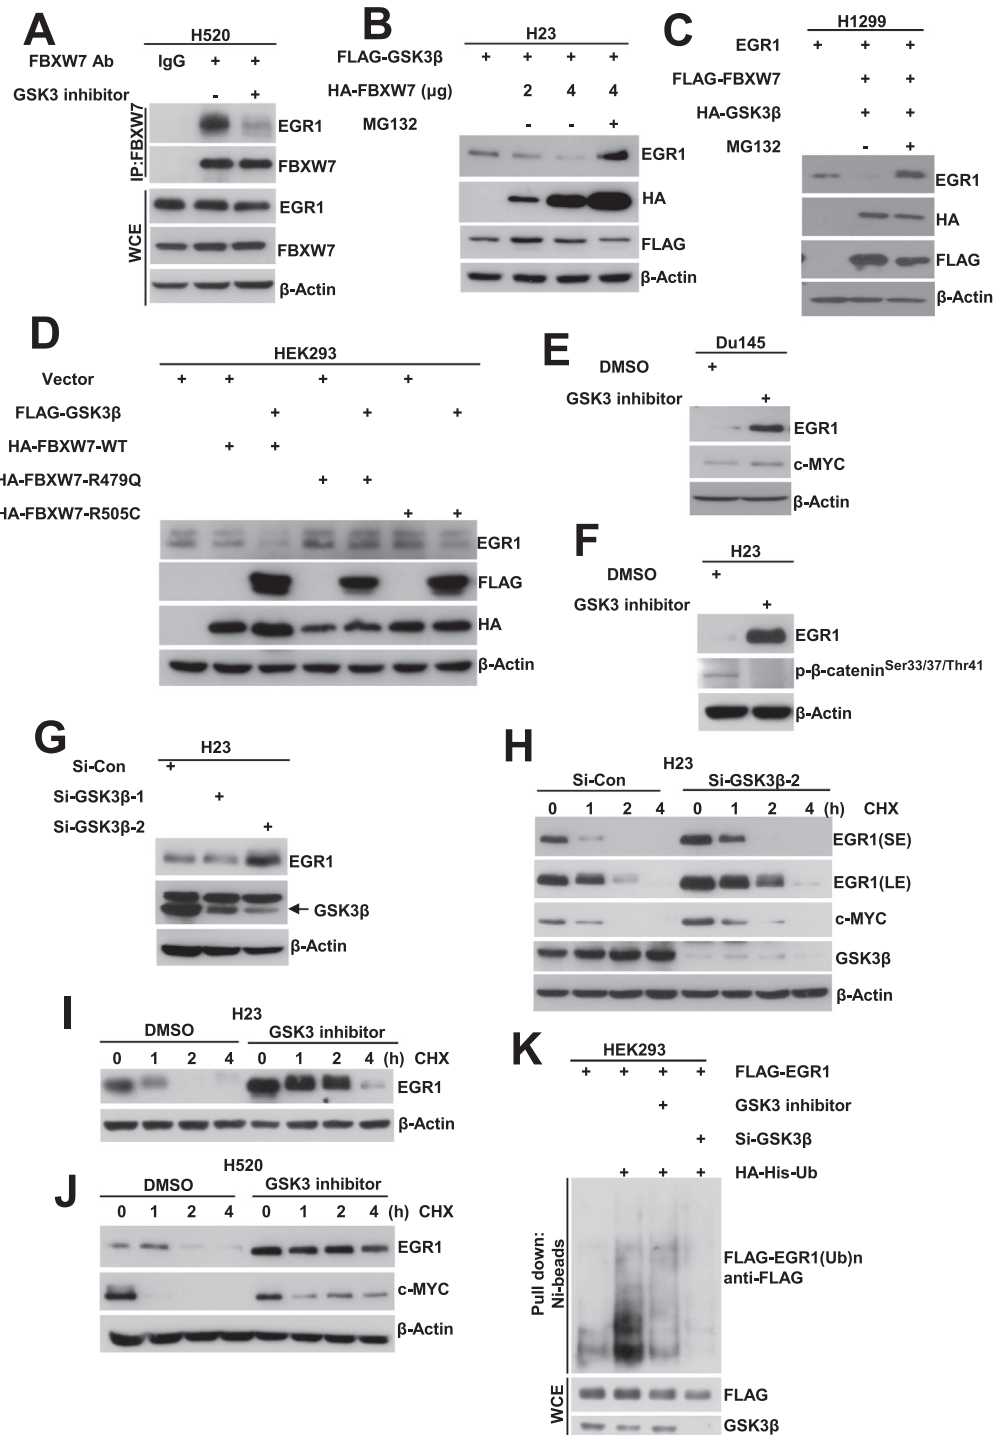 A
H520
FBXW7 Ab IgG + +
GSK3 inhibitor - +
IP:FBXW7
EGR1
FBXW7
WCE
EGR1
FBXW7
β-Actin
B
H23
FLAG-GSK3β + + + +
HA-FBXW7 (μg) 2 4 4
MG132 - - +
EGR1
HA
FLAG
β-Actin
C
H1299
EGR1 + + +
FLAG-FBXW7 + +
HA-GSK3β + +
MG132 - +
EGR1
HA
FLAG
β-Actin
D
HEK293
Vector + + + +
FLAG-GSK3β + + +
HA-FBXW7-WT + +
HA-FBXW7-R479Q + +
HA-FBXW7-R505C + +
EGR1
FLAG
HA
β-Actin
E
Du145
DMSO +
GSK3 inhibitor +
EGR1
c-MYC
β-Actin
F
H23
DMSO +
GSK3 inhibitor +
EGR1
p-β-catenin Ser33/37/Thr41
β-Actin
G
H23
Si-Con +
Si-GSK3β-1 +
Si-GSK3β-2 +
EGR1
GSK3β
β-Actin
H
H23
Si-Con Si-GSK3β-2
0 1 2 4 0 1 2 4 (h) CHX
EGR1(SE)
EGR1(LE)
c-MYC
GSK3β
β-Actin
I
H23
DMSO GSK3 inhibitor
0 1 2 4 0 1 2 4 (h) CHX
EGR1
β-Actin
J
H520
DMSO GSK3 inhibitor
0 1 2 4 0 1 2 4 (h) CHX
EGR1
c-MYC
β-Actin
K
HEK293
+ + + + FLAG-EGR1
+ GSK3 inhibitor
+ Si-GSK3β
+ + + HA-His-Ub
Pull down:
Ni-beads
FLAG-EGR1(Ub)n
anti-FLAG
WCE
FLAG
GSK3β